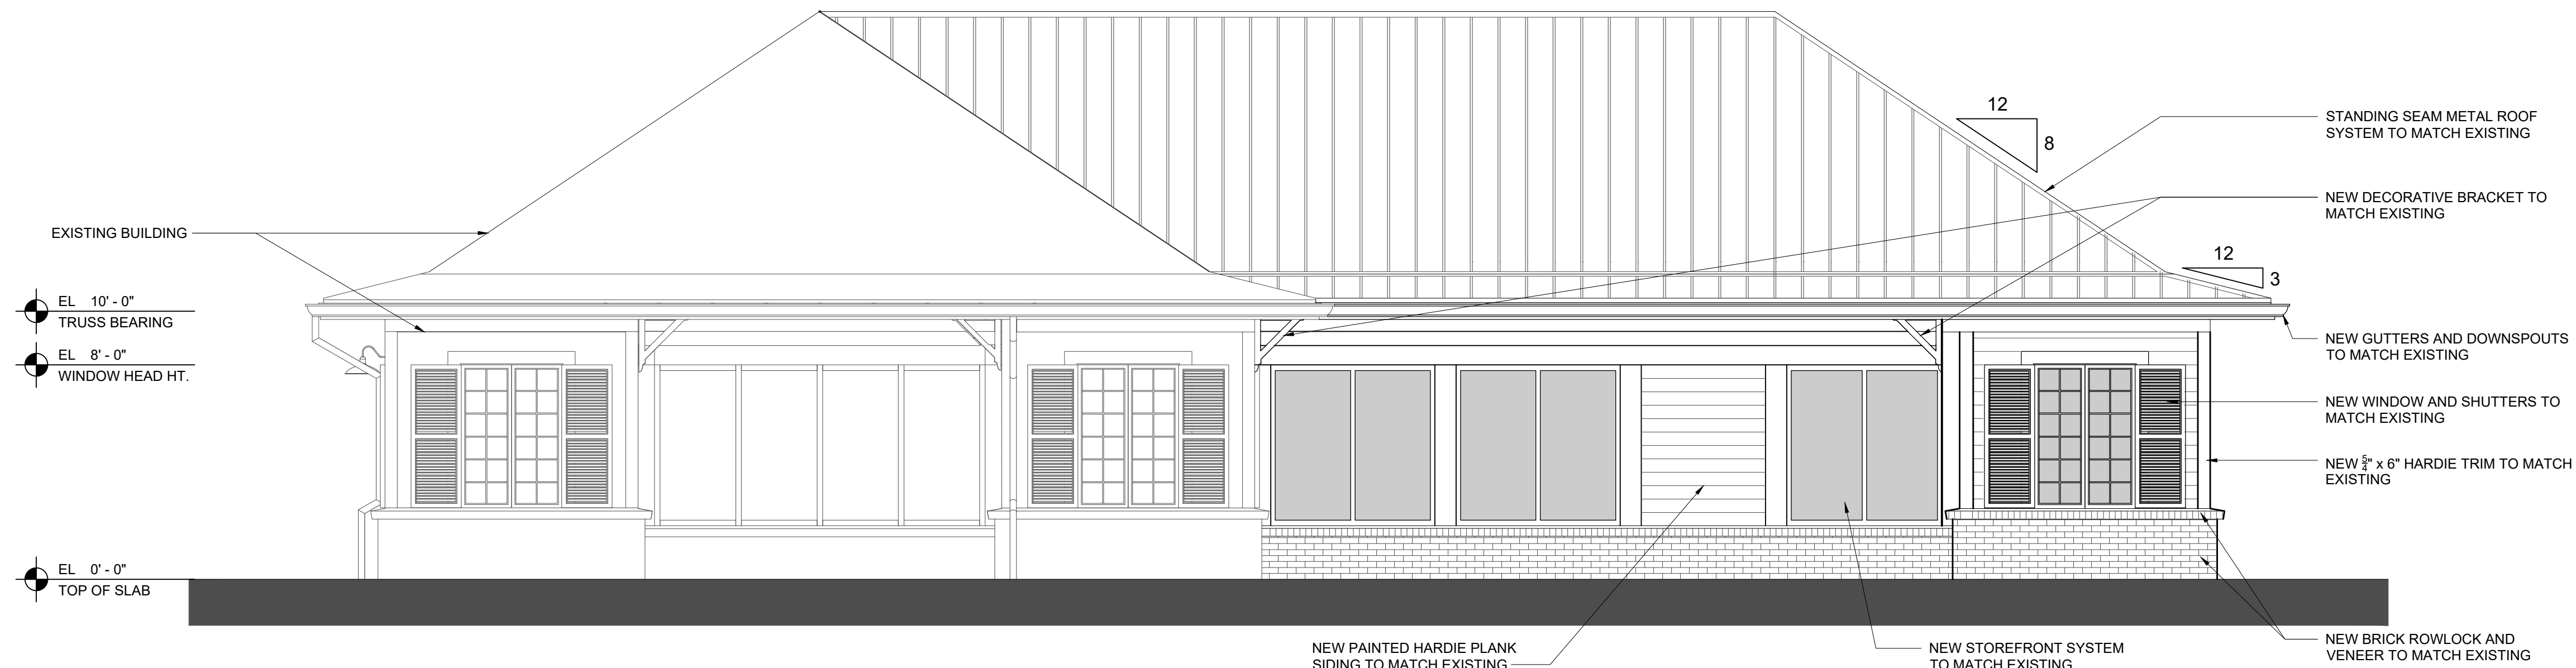 12
8
STANDING SEAM METAL ROOF
SYSTEM TO MATCH EXISTING
NEW DECORATIVE BRACKET TO
MATCH EXISTING
EXISTING BUILDING
12
3
EL 10' - 0"
TRUSS BEARING
EL 8' - 0"
WINDOW HEAD HT.
NEW GUTTERS AND DOWNSPOUTS
TO MATCH EXISTING
NEW WINDOW AND SHUTTERS TO
MATCH EXISTING
NEW 5/4" x 6" HARDIE TRIM TO MATCH
EXISTING
EL 0' - 0"
TOP OF SLAB
NEW PAINTED HARDIE PLANK
SIDING TO MATCH EXISTING
NEW STOREFRONT SYSTEM
TO MATCH EXISTING
NEW BRICK ROWLOCK AND
VENEER TO MATCH EXISTING